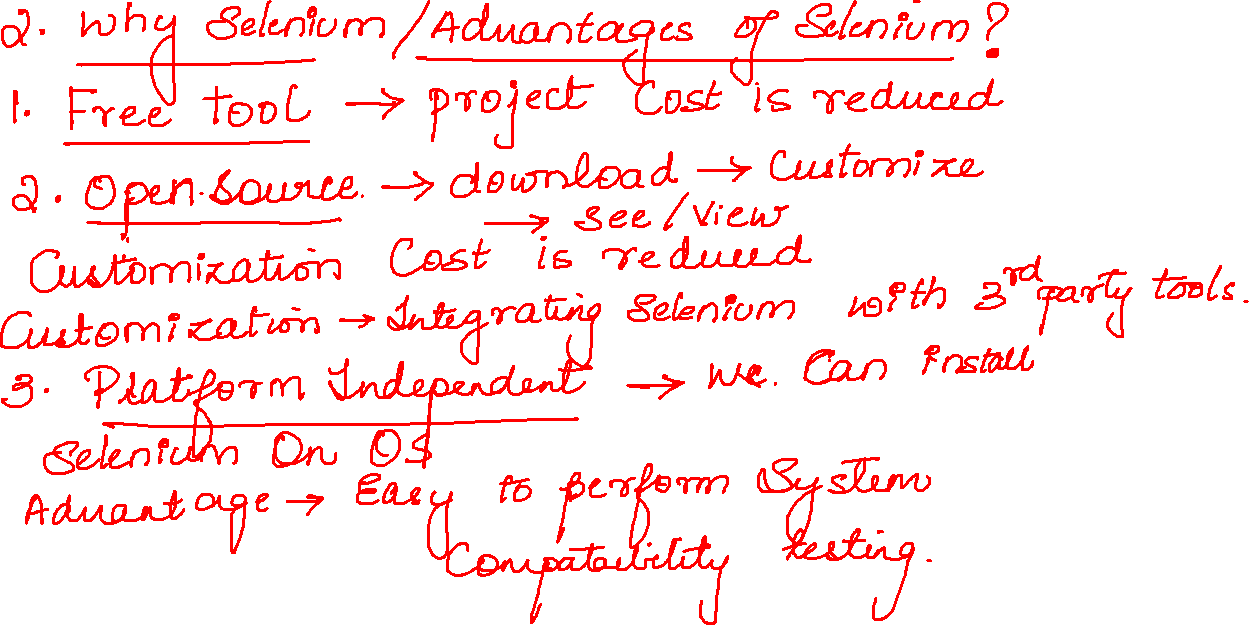 2. Why Selenium / Advantages of Selenium?
1. Free Tool → project Cost is reduced
2. Open-Source. → download → Customize
→ See / View
Customization Cost is reduced
Customization → Integrating Selenium with 3rd party tools.
3. Platform Independent → We. Can install
Selenium On OS
Advantage → Easy to perform System
Compataibility testing.